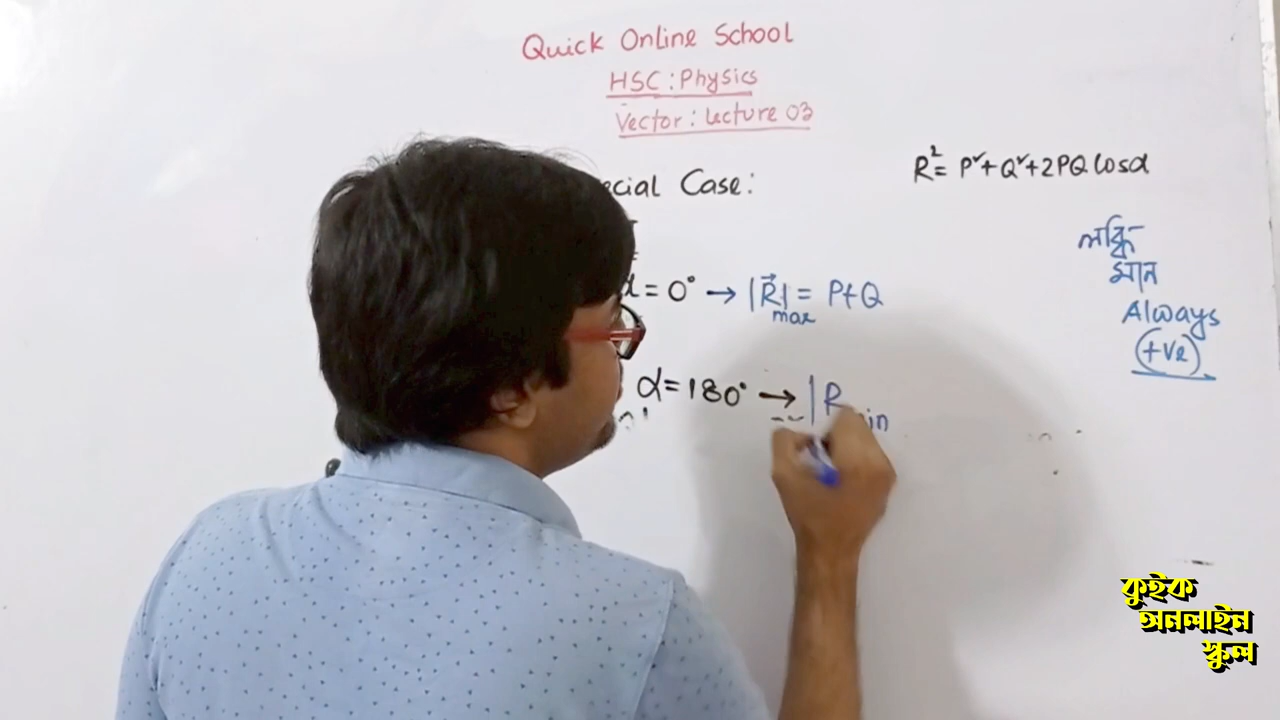 Quick Online School
HSC : Physics
Vector : Lecture 03
ecial Case:
R² = P² + Q² + 2PQ Cosα
লব্ধি
মান
Always
(+ve)
α = 0° → |R⃗|max = P+Q
α = 180° → |R
কুইক
অনলাইন
স্কুল